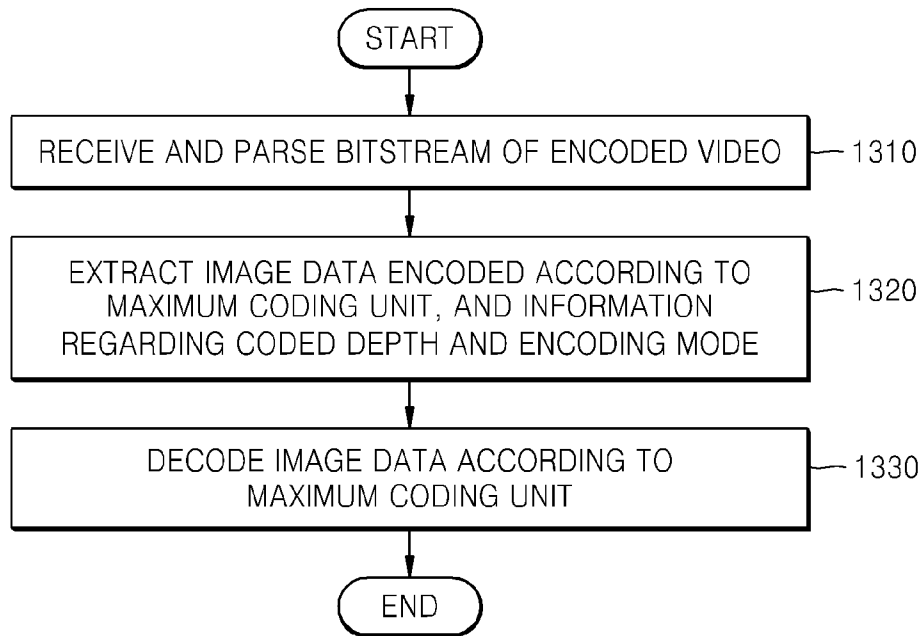 START
RECEIVE AND PARSE BITSTREAM OF ENCODED VIDEO
1310
EXTRACT IMAGE DATA ENCODED ACCORDING TO
MAXIMUM CODING UNIT, AND INFORMATION
REGARDING CODED DEPTH AND ENCODING MODE
1320
DECODE IMAGE DATA ACCORDING TO
MAXIMUM CODING UNIT
1330
END